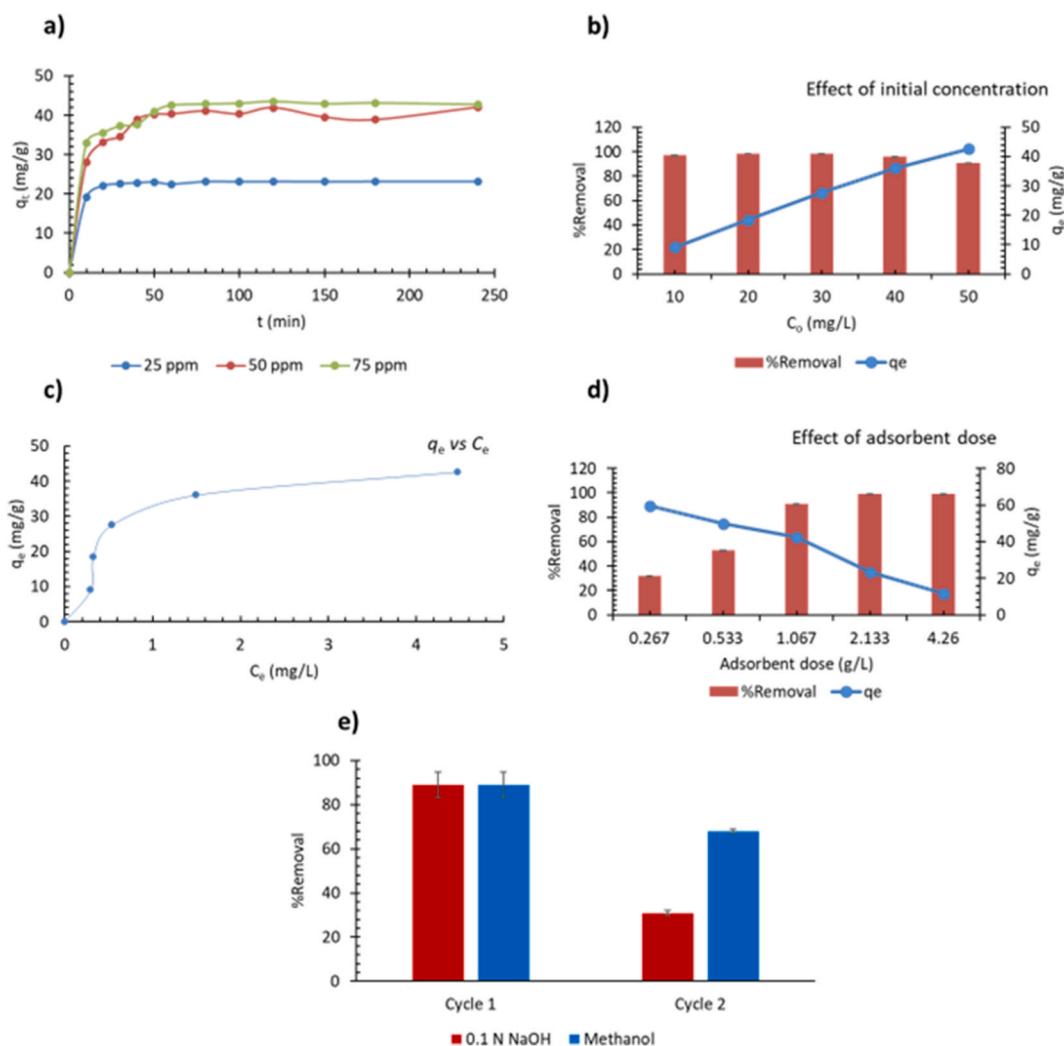 a)
50
40
30
20
10
0
qt (mg/g)
0 50 100 150 200 250
t (min)
25 ppm 50 ppm 75 ppm
b)
Effect of initial concentration
120
100
80
60
40
20
0
%Removal
50
40
30
20
10
0
qe (mg/g)
10 20 30 40 50
Co (mg/L)
%Removal qe
c)
qe vs Ce
50
40
30
20
10
0
qe (mg/g)
0 1 2 3 4 5
Ce (mg/L)
d)
Effect of adsorbent dose
120
100
80
60
40
20
0
%Removal
80
60
40
20
0
qe (mg/g)
0.267 0.533 1.067 2.133 4.26
Adsorbent dose (g/L)
%Removal qe
e)
100
80
60
40
20
0
%Removal
Cycle 1 Cycle 2
0.1 N NaOH Methanol